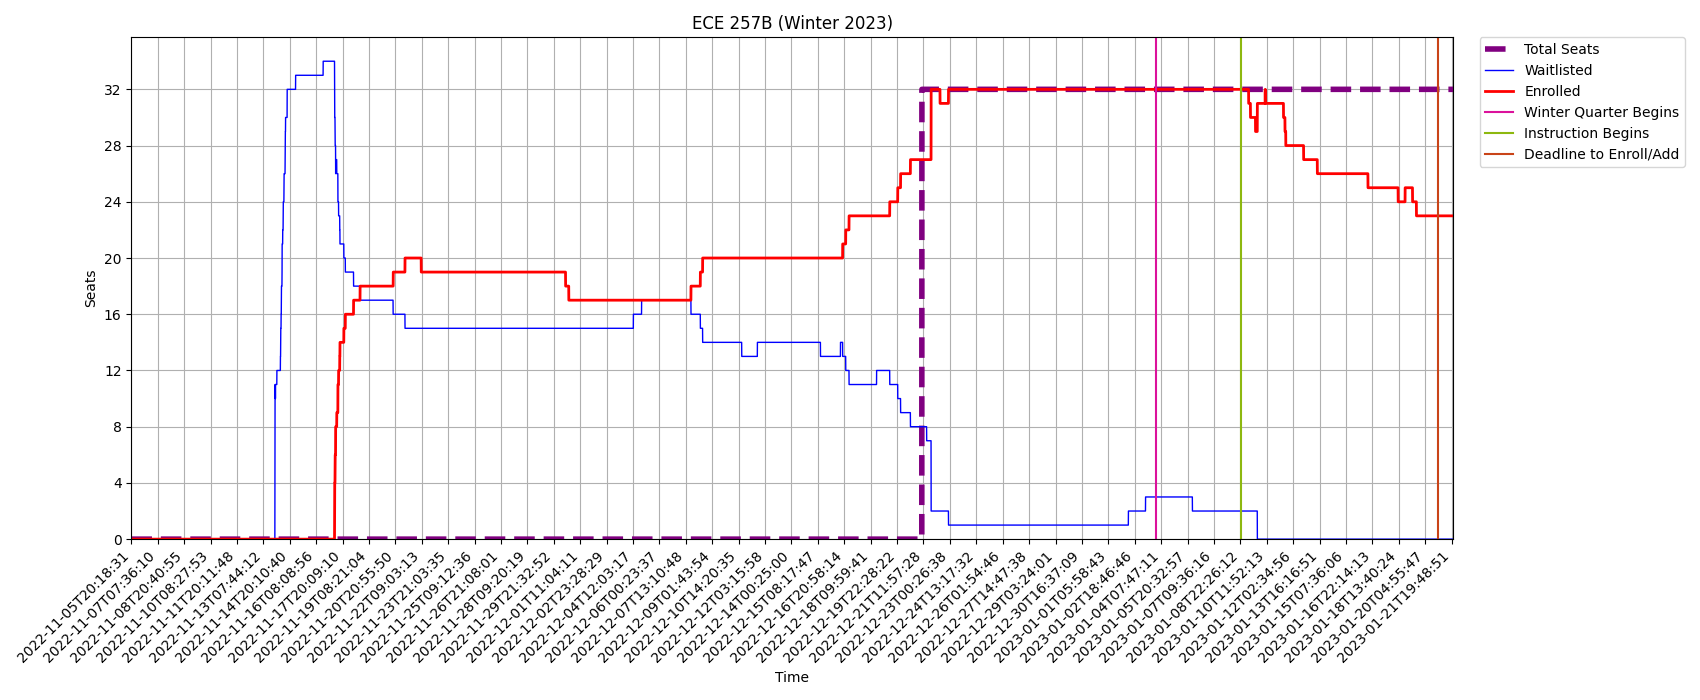 ECE 257B (Winter 2023)
Total Seats
Waitlisted
Enrolled
Winter Quarter Begins
Instruction Begins
Deadline to Enroll/Add
Seats
32
28
24
20
16
12
8
4
0
2022-11-05T20:18:31
2022-11-07T07:36:10
2022-11-08T20:40:55
2022-11-10T08:27:53
2022-11-11T20:11:48
2022-11-13T07:44:12
2022-11-14T20:10:40
2022-11-16T08:08:56
2022-11-17T20:09:10
2022-11-19T08:21:04
2022-11-20T20:55:50
2022-11-22T09:03:13
2022-11-23T21:03:35
2022-11-25T09:12:36
2022-11-26T21:08:01
2022-11-28T09:20:19
2022-11-29T21:32:52
2022-12-01T11:04:11
2022-12-02T23:28:29
2022-12-04T12:03:17
2022-12-06T00:23:37
2022-12-07T13:10:48
2022-12-09T01:43:54
2022-12-10T14:20:35
2022-12-12T03:15:58
2022-12-14T00:25:00
2022-12-15T08:17:47
2022-12-16T20:58:14
2022-12-18T09:59:41
2022-12-19T22:28:22
2022-12-21T11:57:28
2022-12-23T00:26:38
2022-12-24T13:17:32
2022-12-26T01:54:46
2022-12-27T14:47:38
2022-12-29T03:24:01
2022-12-30T16:37:09
2023-01-01T05:58:43
2023-01-02T18:46:46
2023-01-04T07:47:11
2023-01-05T20:32:57
2023-01-07T09:36:16
2023-01-08T22:26:12
2023-01-10T11:52:13
2023-01-12T02:34:56
2023-01-13T16:16:51
2023-01-15T07:36:06
2023-01-16T22:14:13
2023-01-18T13:40:24
2023-01-20T04:55:47
2023-01-21T19:48:51
Time